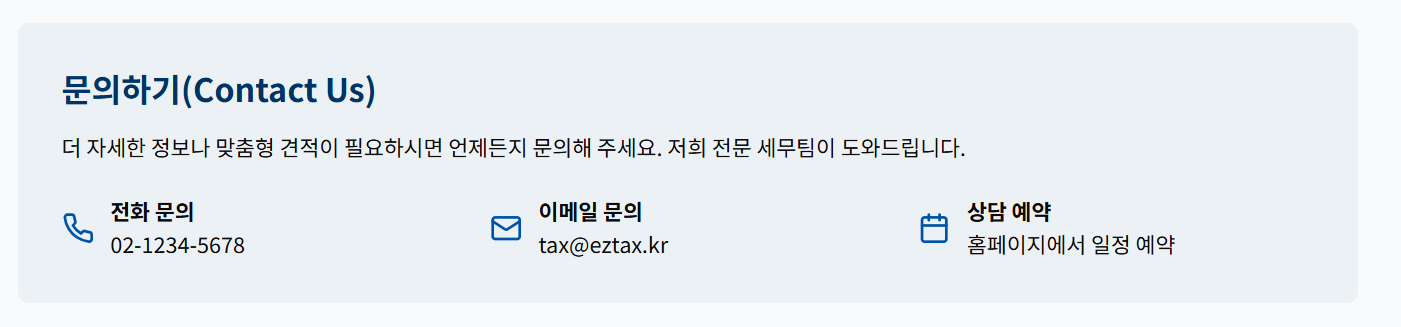 문의하기(Contact Us)
더 자세한 정보나 맞춤형 견적이 필요하시면 언제든지 문의해 주세요. 저희 전문 세무팀이 도와드립니다.
전화 문의
02-1234-5678
이메일 문의
tax@eztax.kr
상담 예약
홈페이지에서 일정 예약